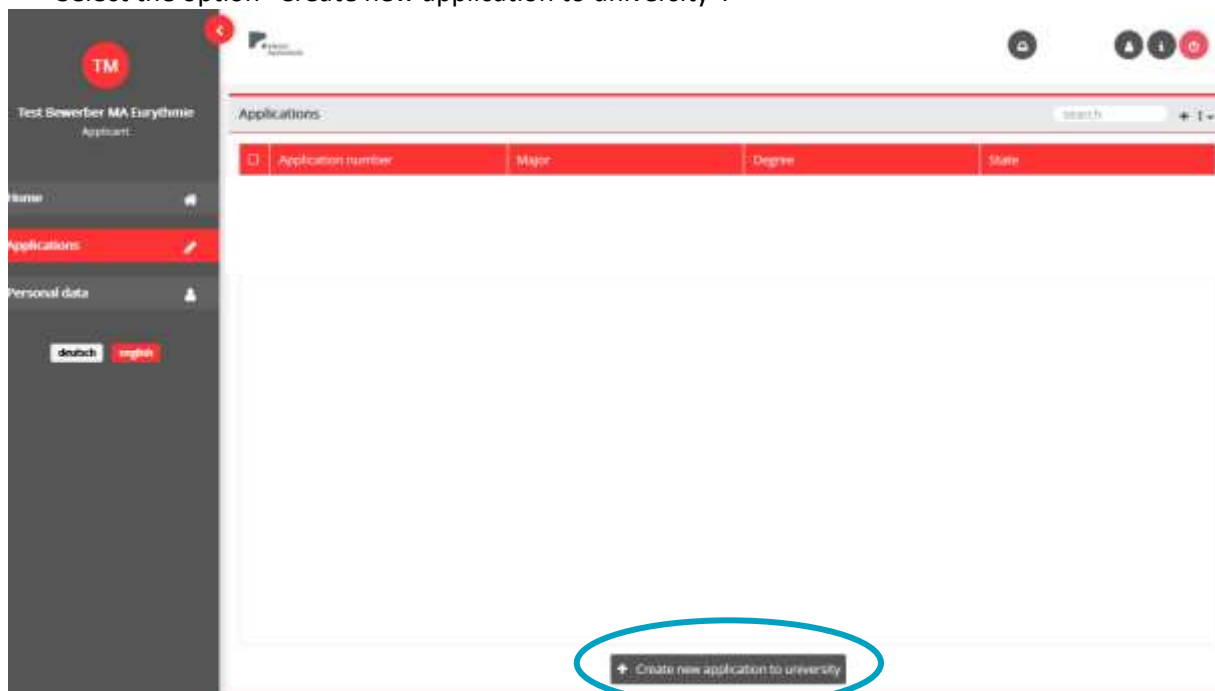 Select the option "Create new application to university".
TM
Test Bewerber MA Eurythmie
Applicant
Home
Applications
Personal data
deutsch english
Applications
search
Application number Major Degree State
+ Create new application to university